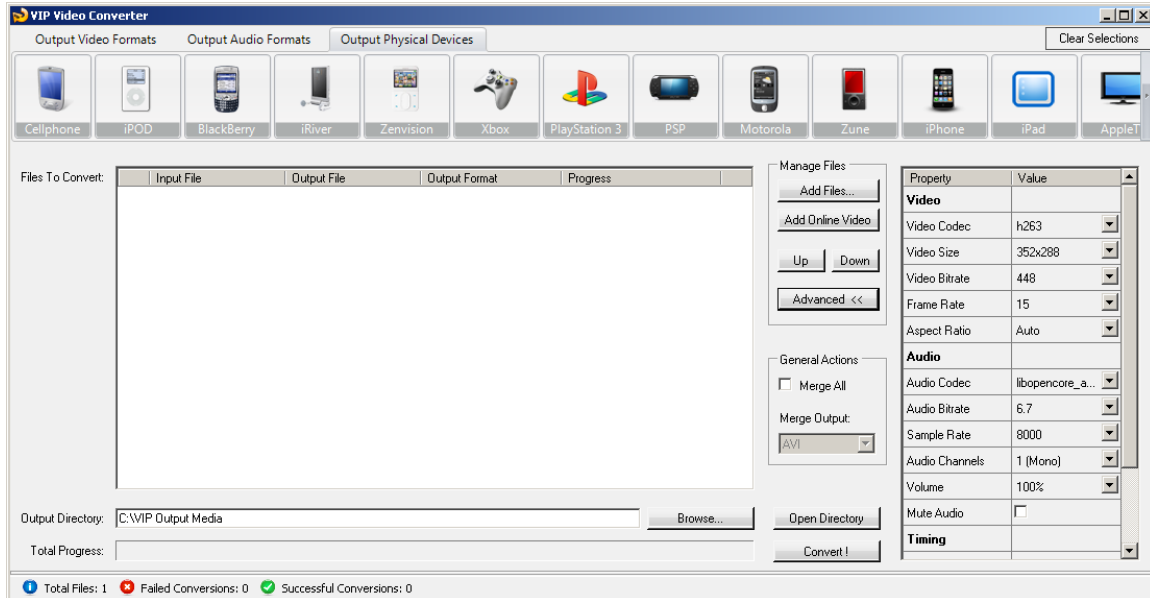 VIP Video Converter
Output Video Formats Output Audio Formats Output Physical Devices Clear Selections
Cellphone iPOD BlackBerry iRiver Zenvision Xbox PlayStation 3 PSP Motorola Zune iPhone iPad AppleT
Files To Convert: Input File Output File Output Format Progress
Manage Files
Add Files...
Add Online Video
Up Down
Advanced <<
General Actions
Merge All
Merge Output:
AVI
Property Value
Video
Video Codec h263
Video Size 352x288
Video Bitrate 448
Frame Rate 15
Aspect Ratio Auto
Audio
Audio Codec libopencore_a...
Audio Bitrate 6.7
Sample Rate 8000
Audio Channels 1 (Mono)
Volume 100%
Mute Audio
Timing
Output Directory: C:\VIP Output Media Browse... Open Directory
Total Progress: Convert !
Total Files: 1 Failed Conversions: 0 Successful Conversions: 0